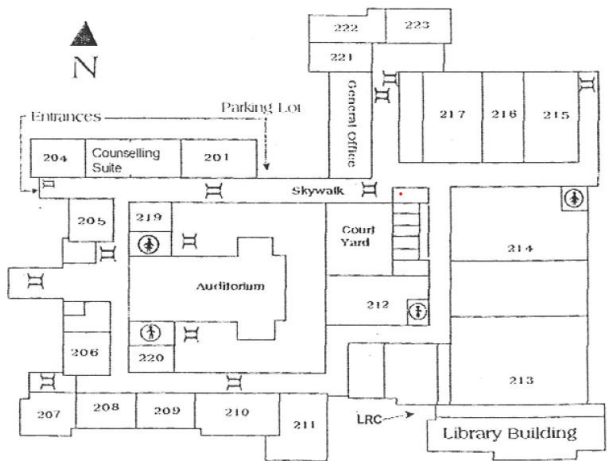 222
223
221
N
General Office
Parking Lot
Entrances
217
216
215
204
Counselling
Suite
201
Skywalk
205
219
Court
Yard
214
Auditorium
212
206
220
213
207
208
209
210
211
LRC
Library Building